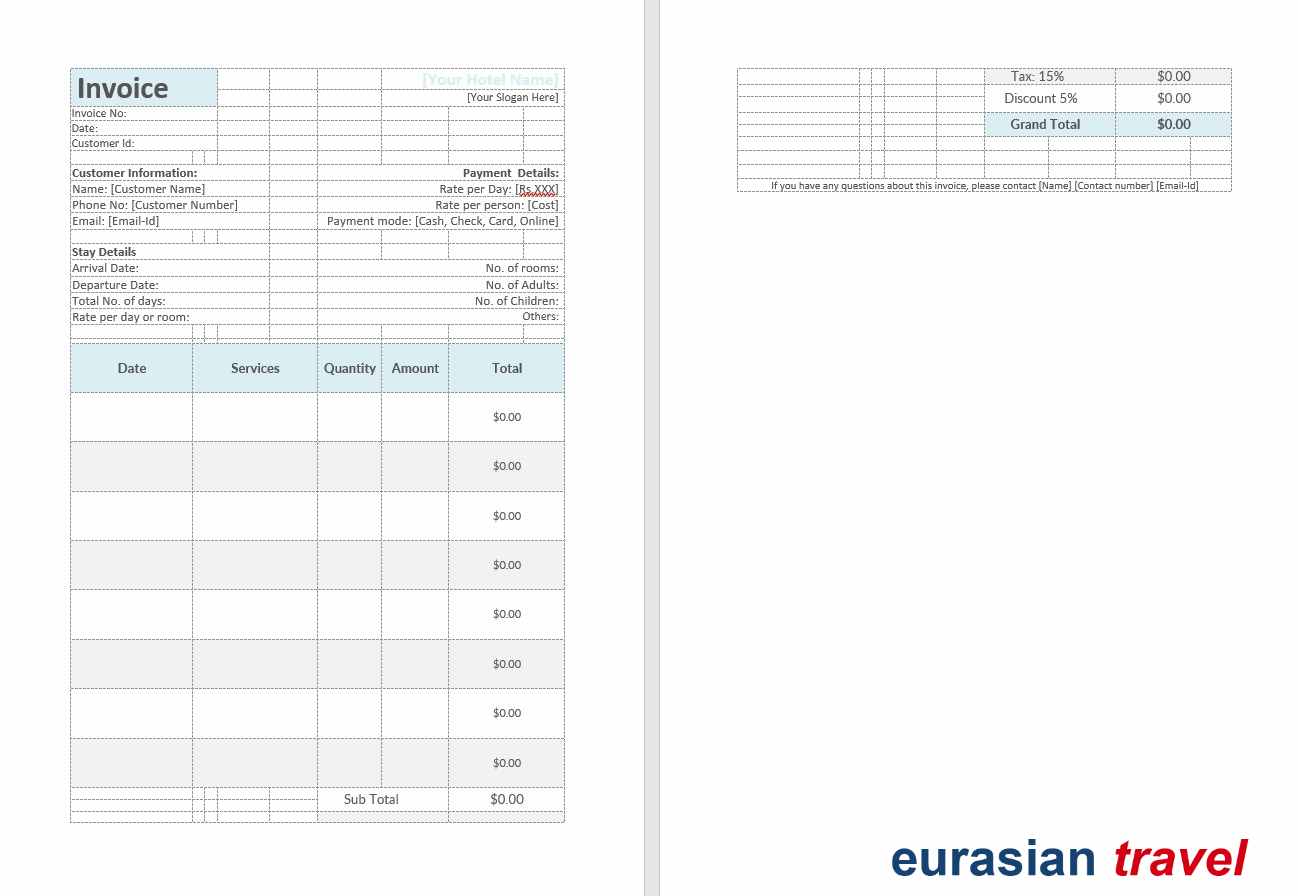 Invoice
[Your Hotel Name]
[Your Slogan Here]
Invoice No:
Date:
Customer Id:
Customer Information: Payment Details:
Name: [Customer Name] Rate per Day: [Rs.XXX]
Phone No: [Customer Number] Rate per person: [Cost]
Email: [Email-Id] Payment mode: [Cash, Check, Card, Online]
Stay Details
Arrival Date: No. of rooms:
Departure Date: No. of Adults:
Total No. of days: No. of Children:
Rate per day or room: Others:
Date Services Quantity Amount Total
$0.00
$0.00
$0.00
$0.00
$0.00
$0.00
$0.00
$0.00
Sub Total $0.00
Tax: 15% $0.00
Discount 5% $0.00
Grand Total $0.00
If you have any questions about this invoice, please contact [Name] [Contact number] [Email-Id]
eurasian travel